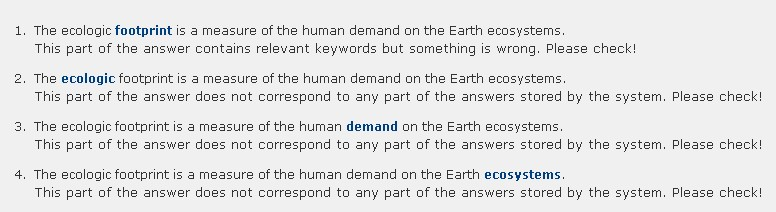 1. The ecologic footprint is a measure of the human demand on the Earth ecosystems.
This part of the answer contains relevant keywords but something is wrong. Please check!
2. The ecologic footprint is a measure of the human demand on the Earth ecosystems.
This part of the answer does not correspond to any part of the answers stored by the system. Please check!
3. The ecologic footprint is a measure of the human demand on the Earth ecosystems.
This part of the answer does not correspond to any part of the answers stored by the system. Please check!
4. The ecologic footprint is a measure of the human demand on the Earth ecosystems.
This part of the answer does not correspond to any part of the answers stored by the system. Please check!